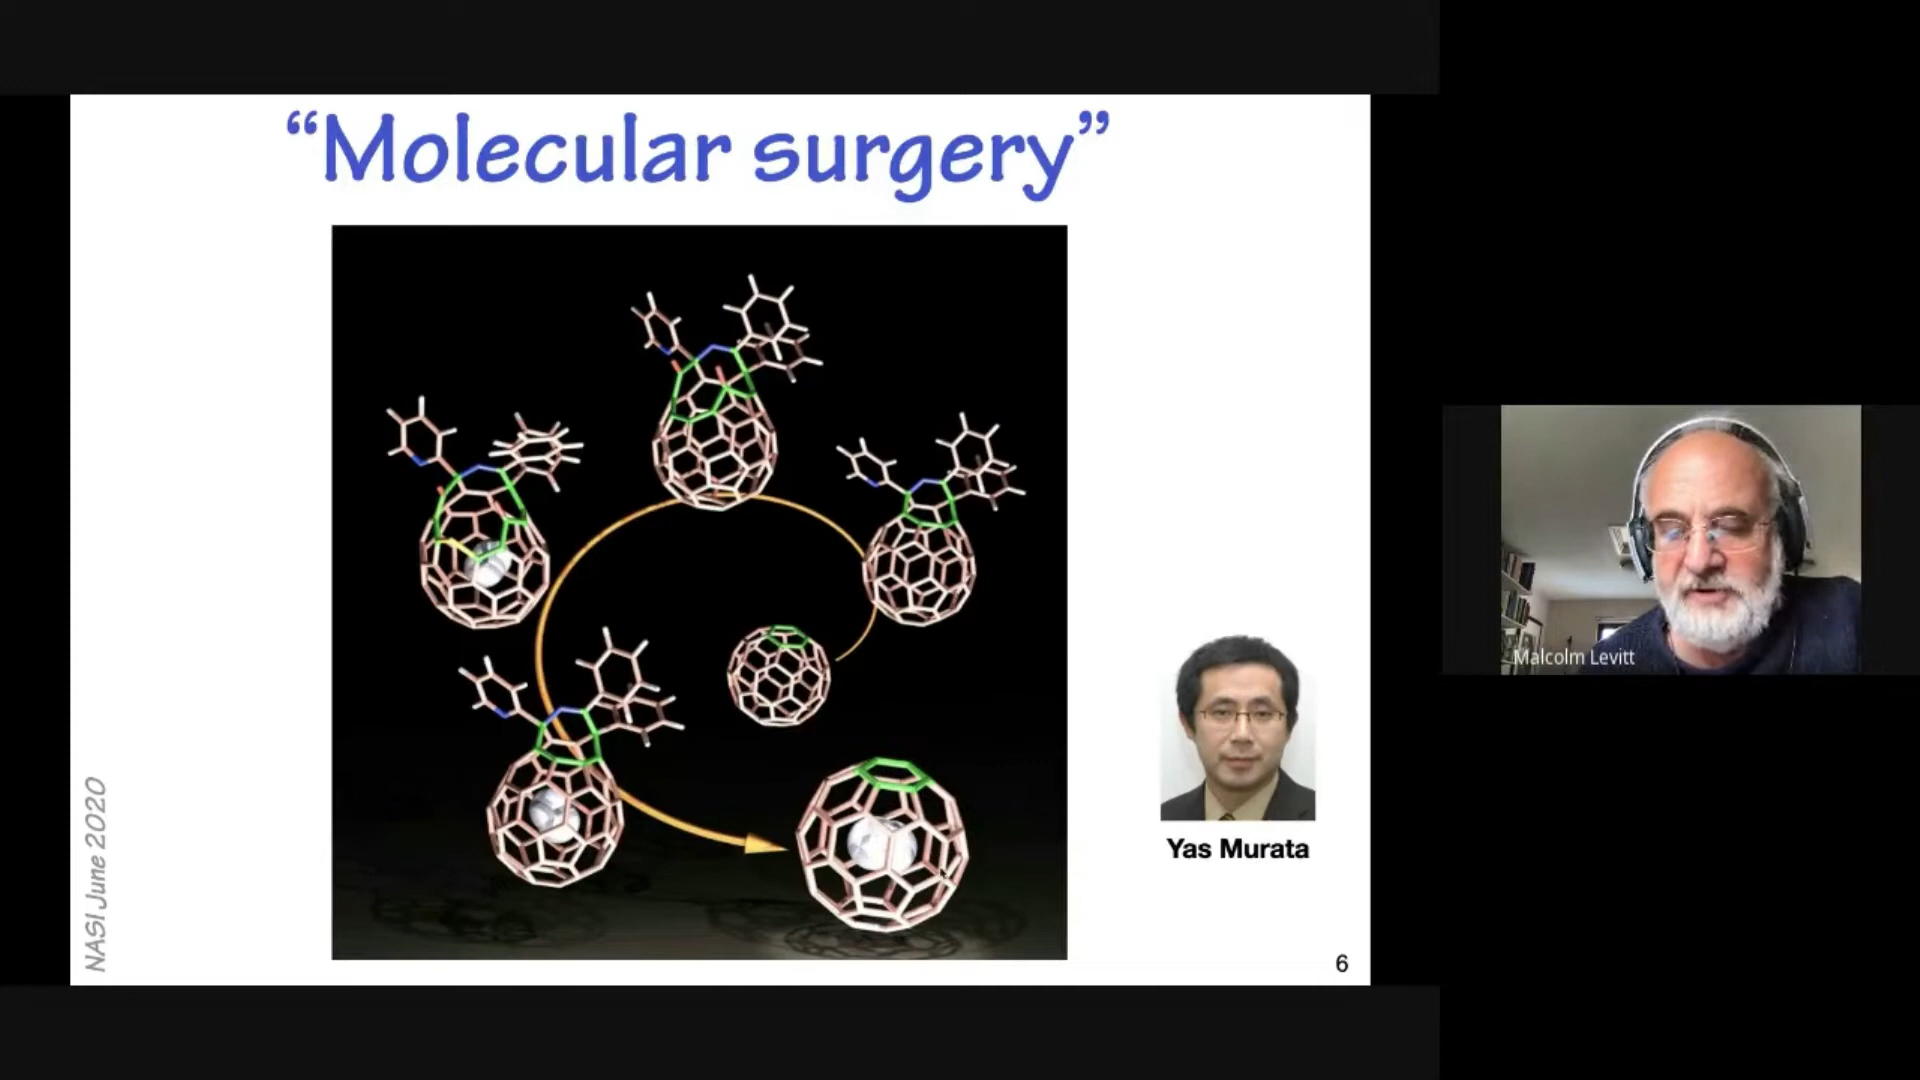 “Molecular surgery”
Yas Murata
NASI June 2020
6
Malcolm Levitt